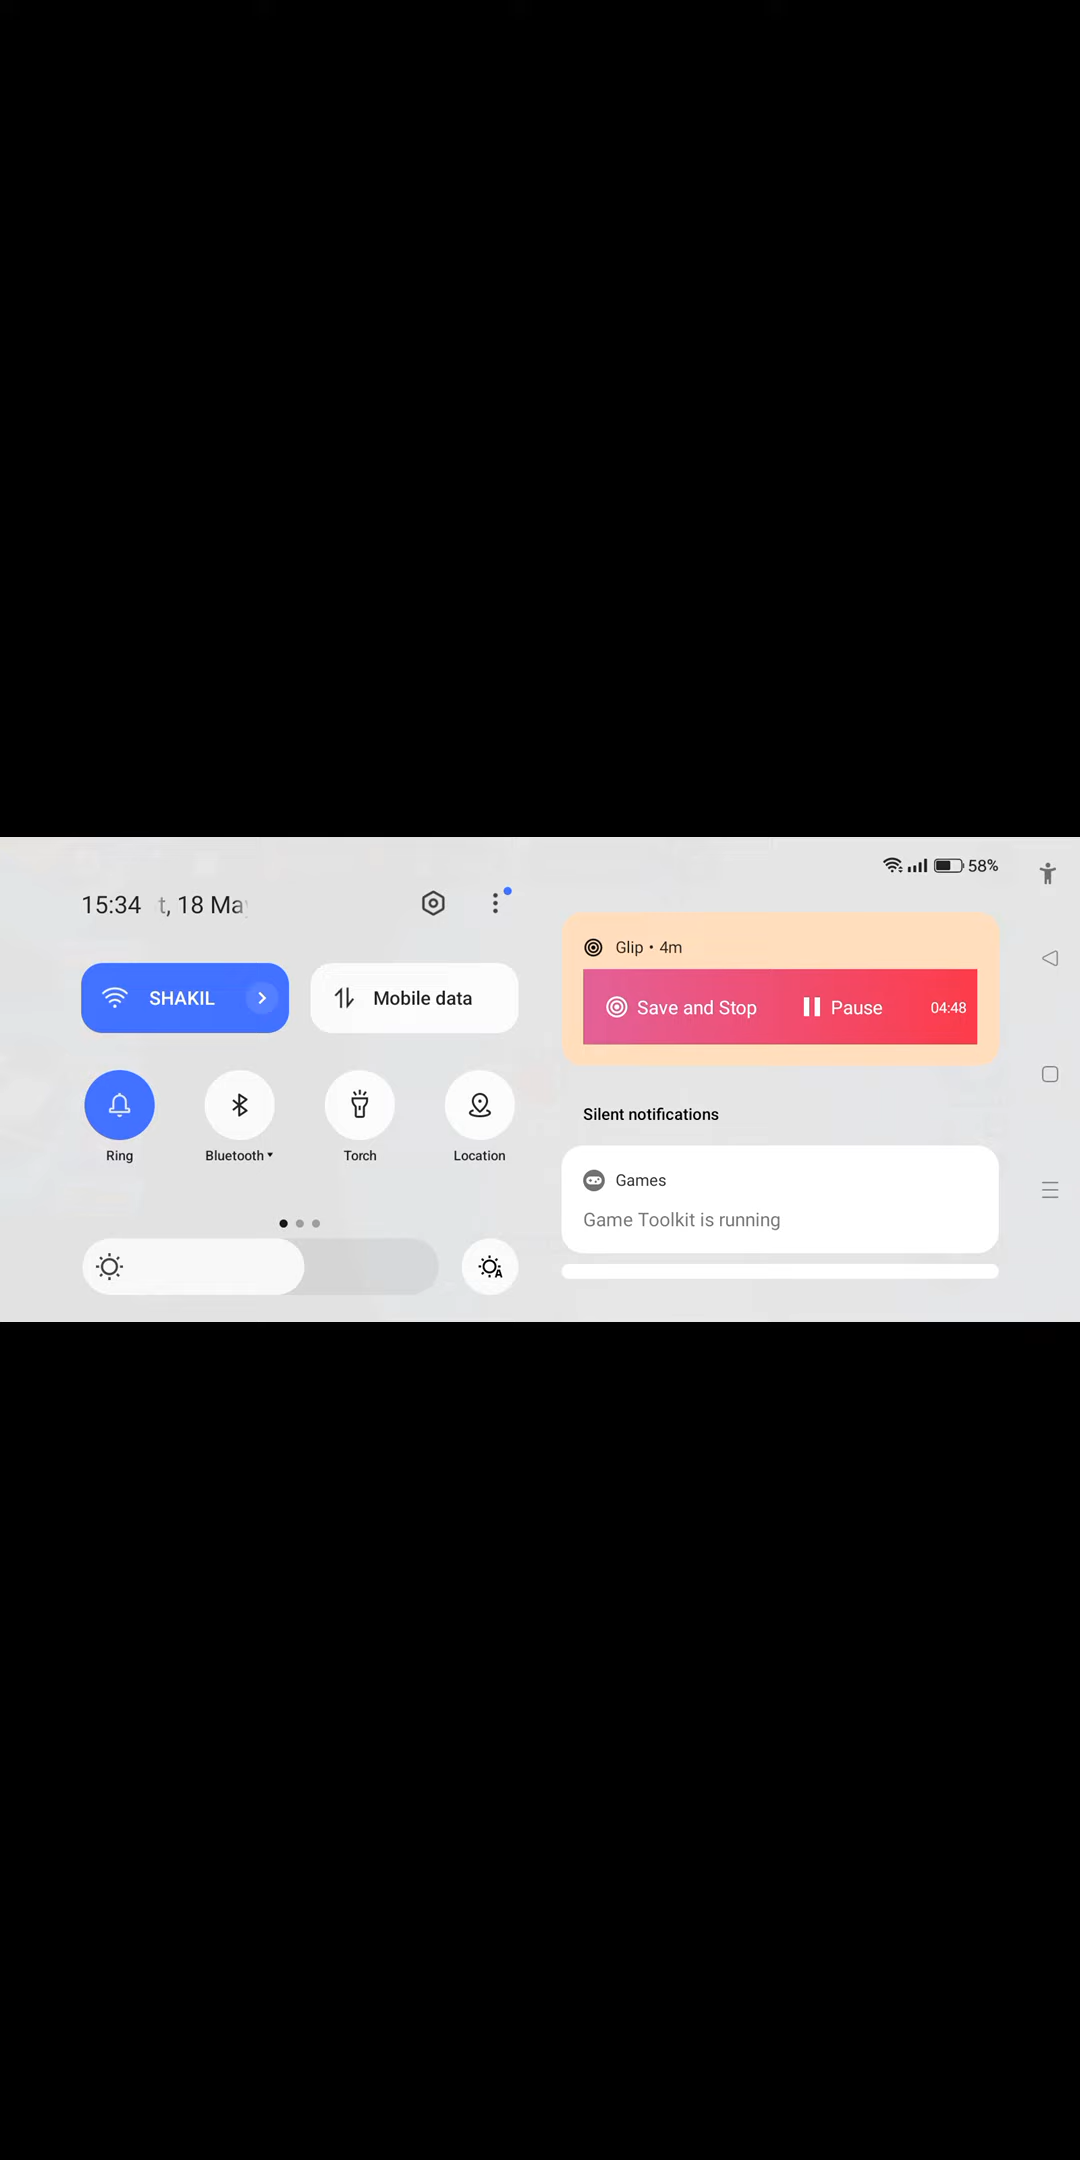 58%
15:34 t, 18 May
SHAKIL
Mobile data
Ring
Bluetooth
Torch
Location
Glip • 4m
Save and Stop
Pause
04:48
Silent notifications
Games
Game Toolkit is running